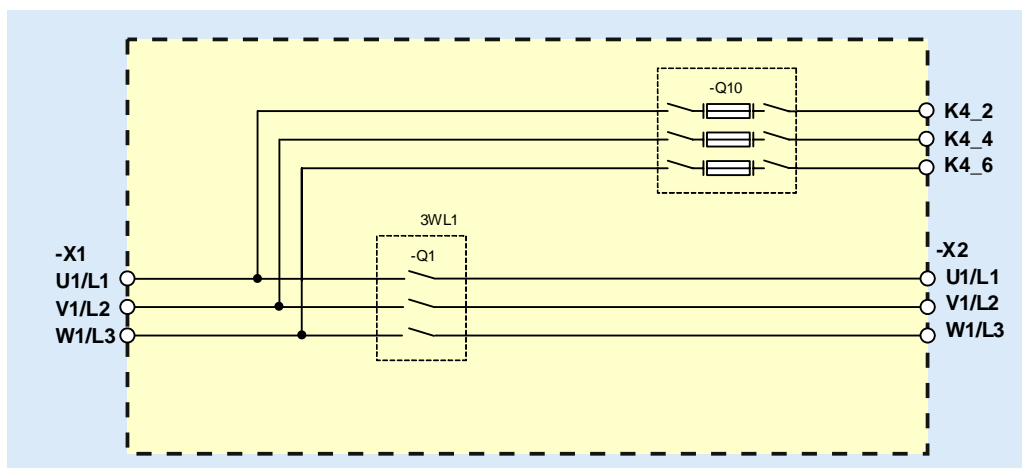 -Q10
K4_2
K4_4
K4_6
3WL1
-X1
-Q1
-X2
U1/L1
U1/L1
V1/L2
V1/L2
W1/L3
W1/L3